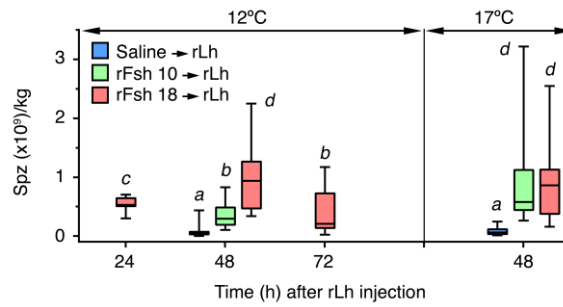 12ºC
17ºC
Saline → rLh
rFsh 10 → rLh
rFsh 18 → rLh
Spz (x10⁹)/kg
3
2
1
0
c
a
b
d
b
d
a
d
24
48
72
48
Time (h) after rLh injection